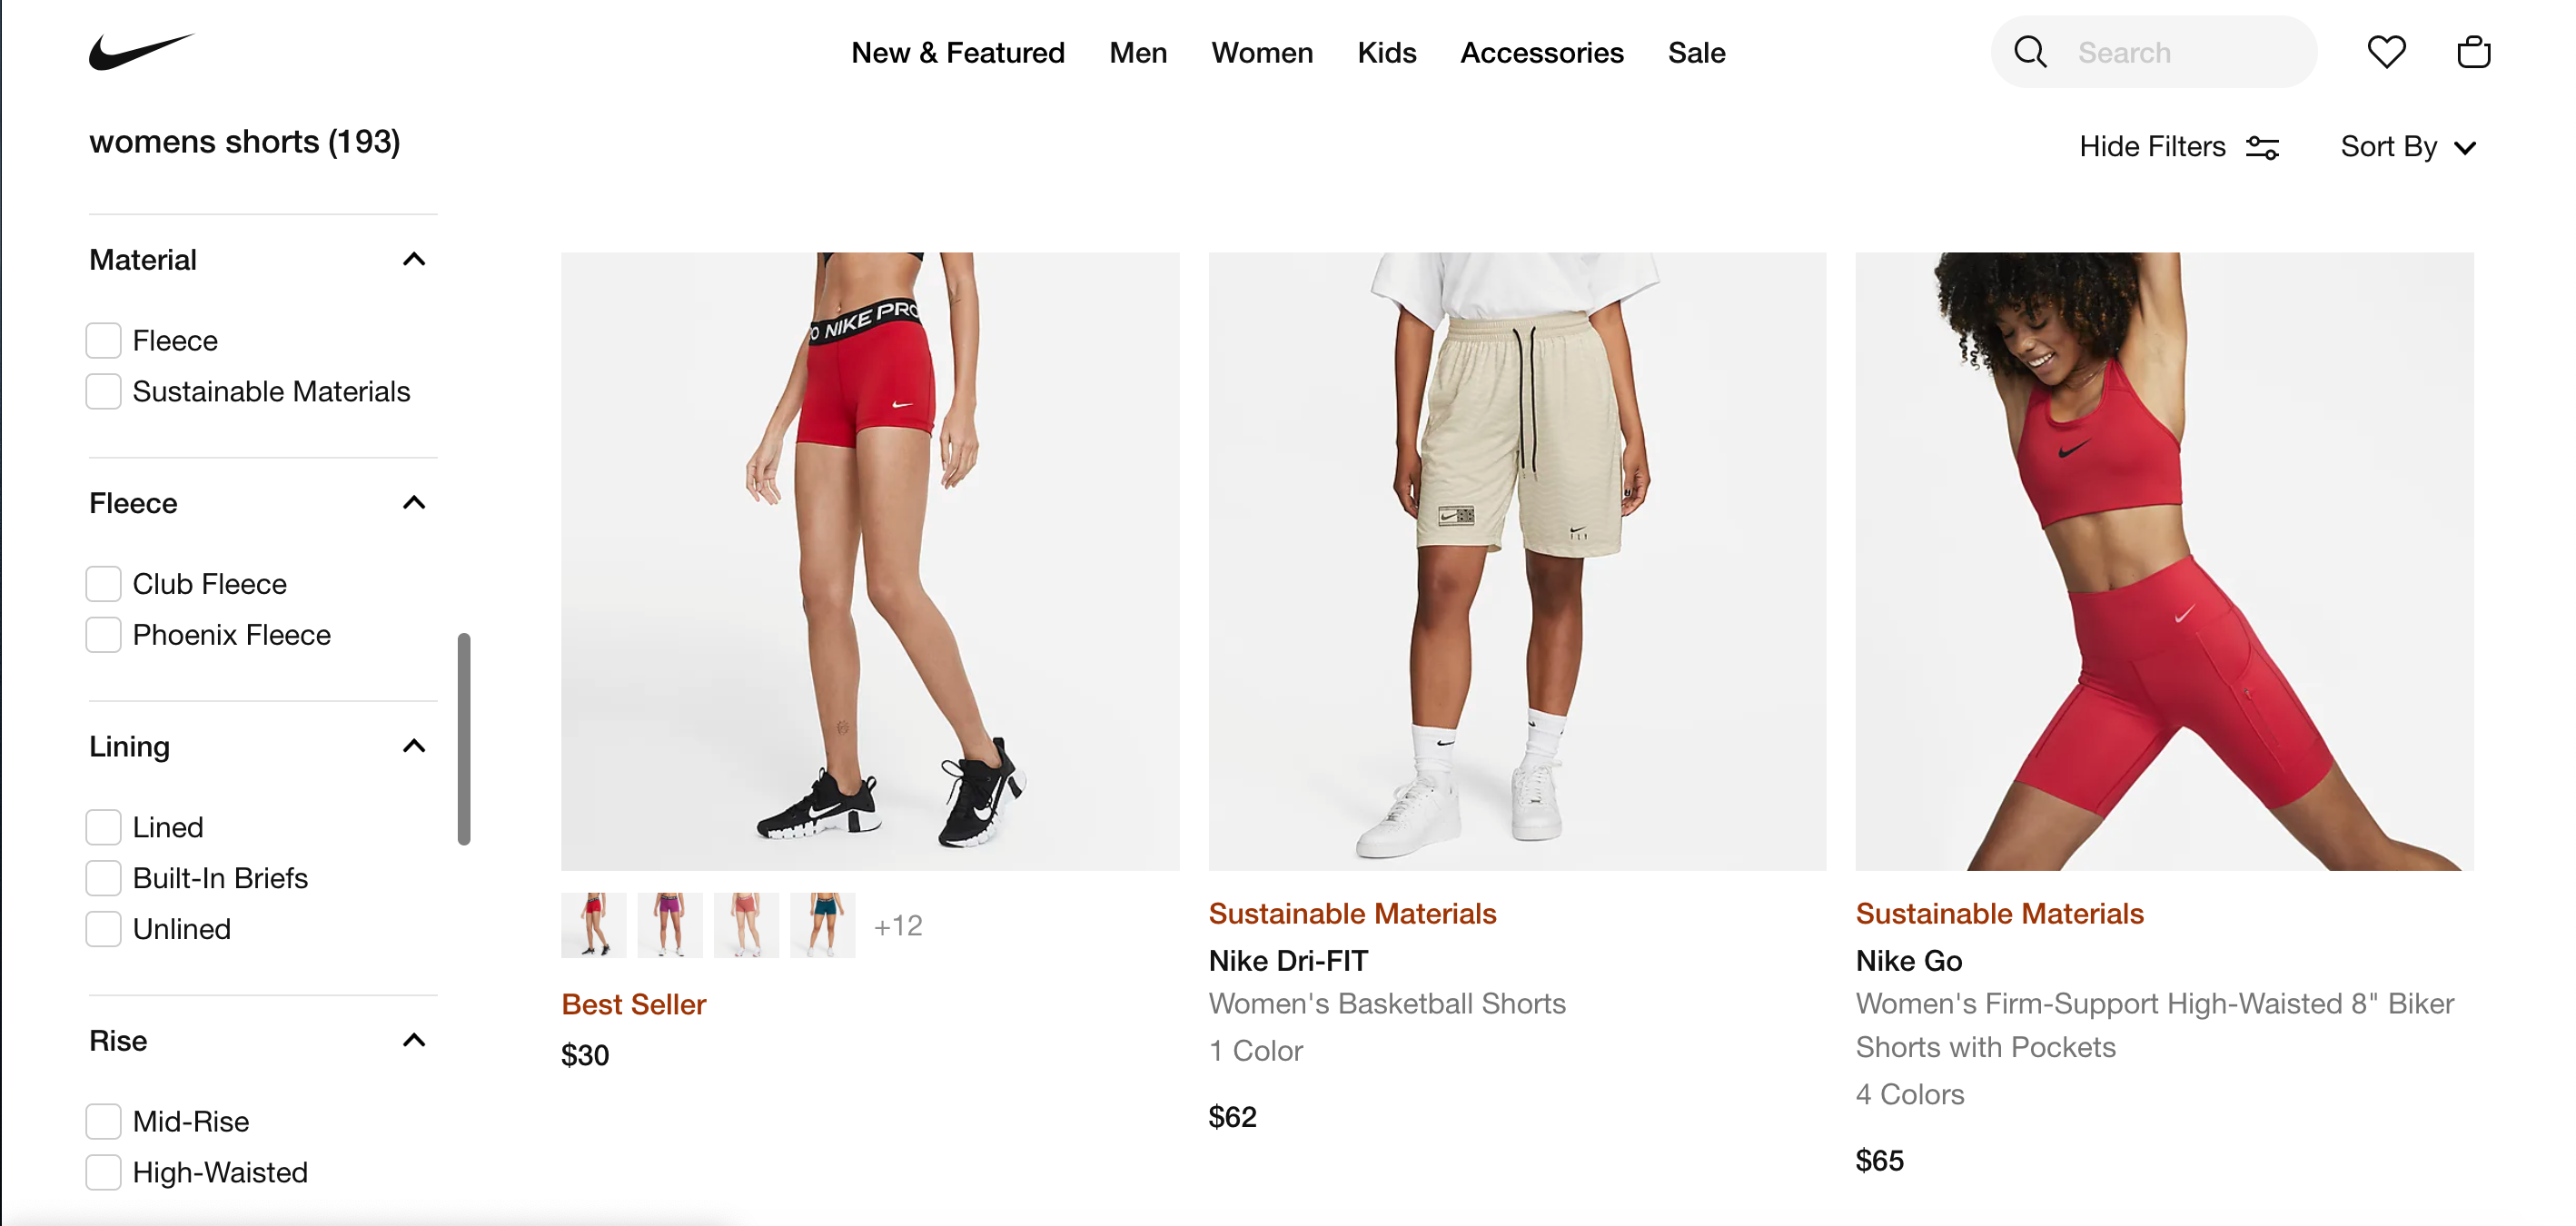 New & Featured Men Women Kids Accessories Sale
Search
womens shorts (193)
Hide Filters
Sort By
Material
Fleece
Sustainable Materials
Fleece
Club Fleece
Phoenix Fleece
Lining
Lined
Built-In Briefs
Unlined
Rise
Mid-Rise
High-Waisted
NIKE PRO
+12
Best Seller
$30
Sustainable Materials
Nike Dri-FIT
Women's Basketball Shorts
1 Color
$62
Sustainable Materials
Nike Go
Women's Firm-Support High-Waisted 8" Biker
Shorts with Pockets
4 Colors
$65